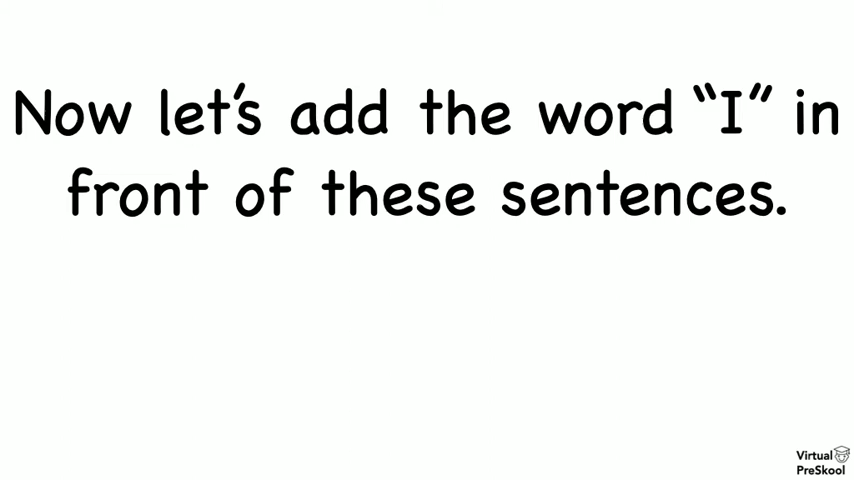 Now let's add the word “I” in
front of these sentences.
Virtual
PreSkool